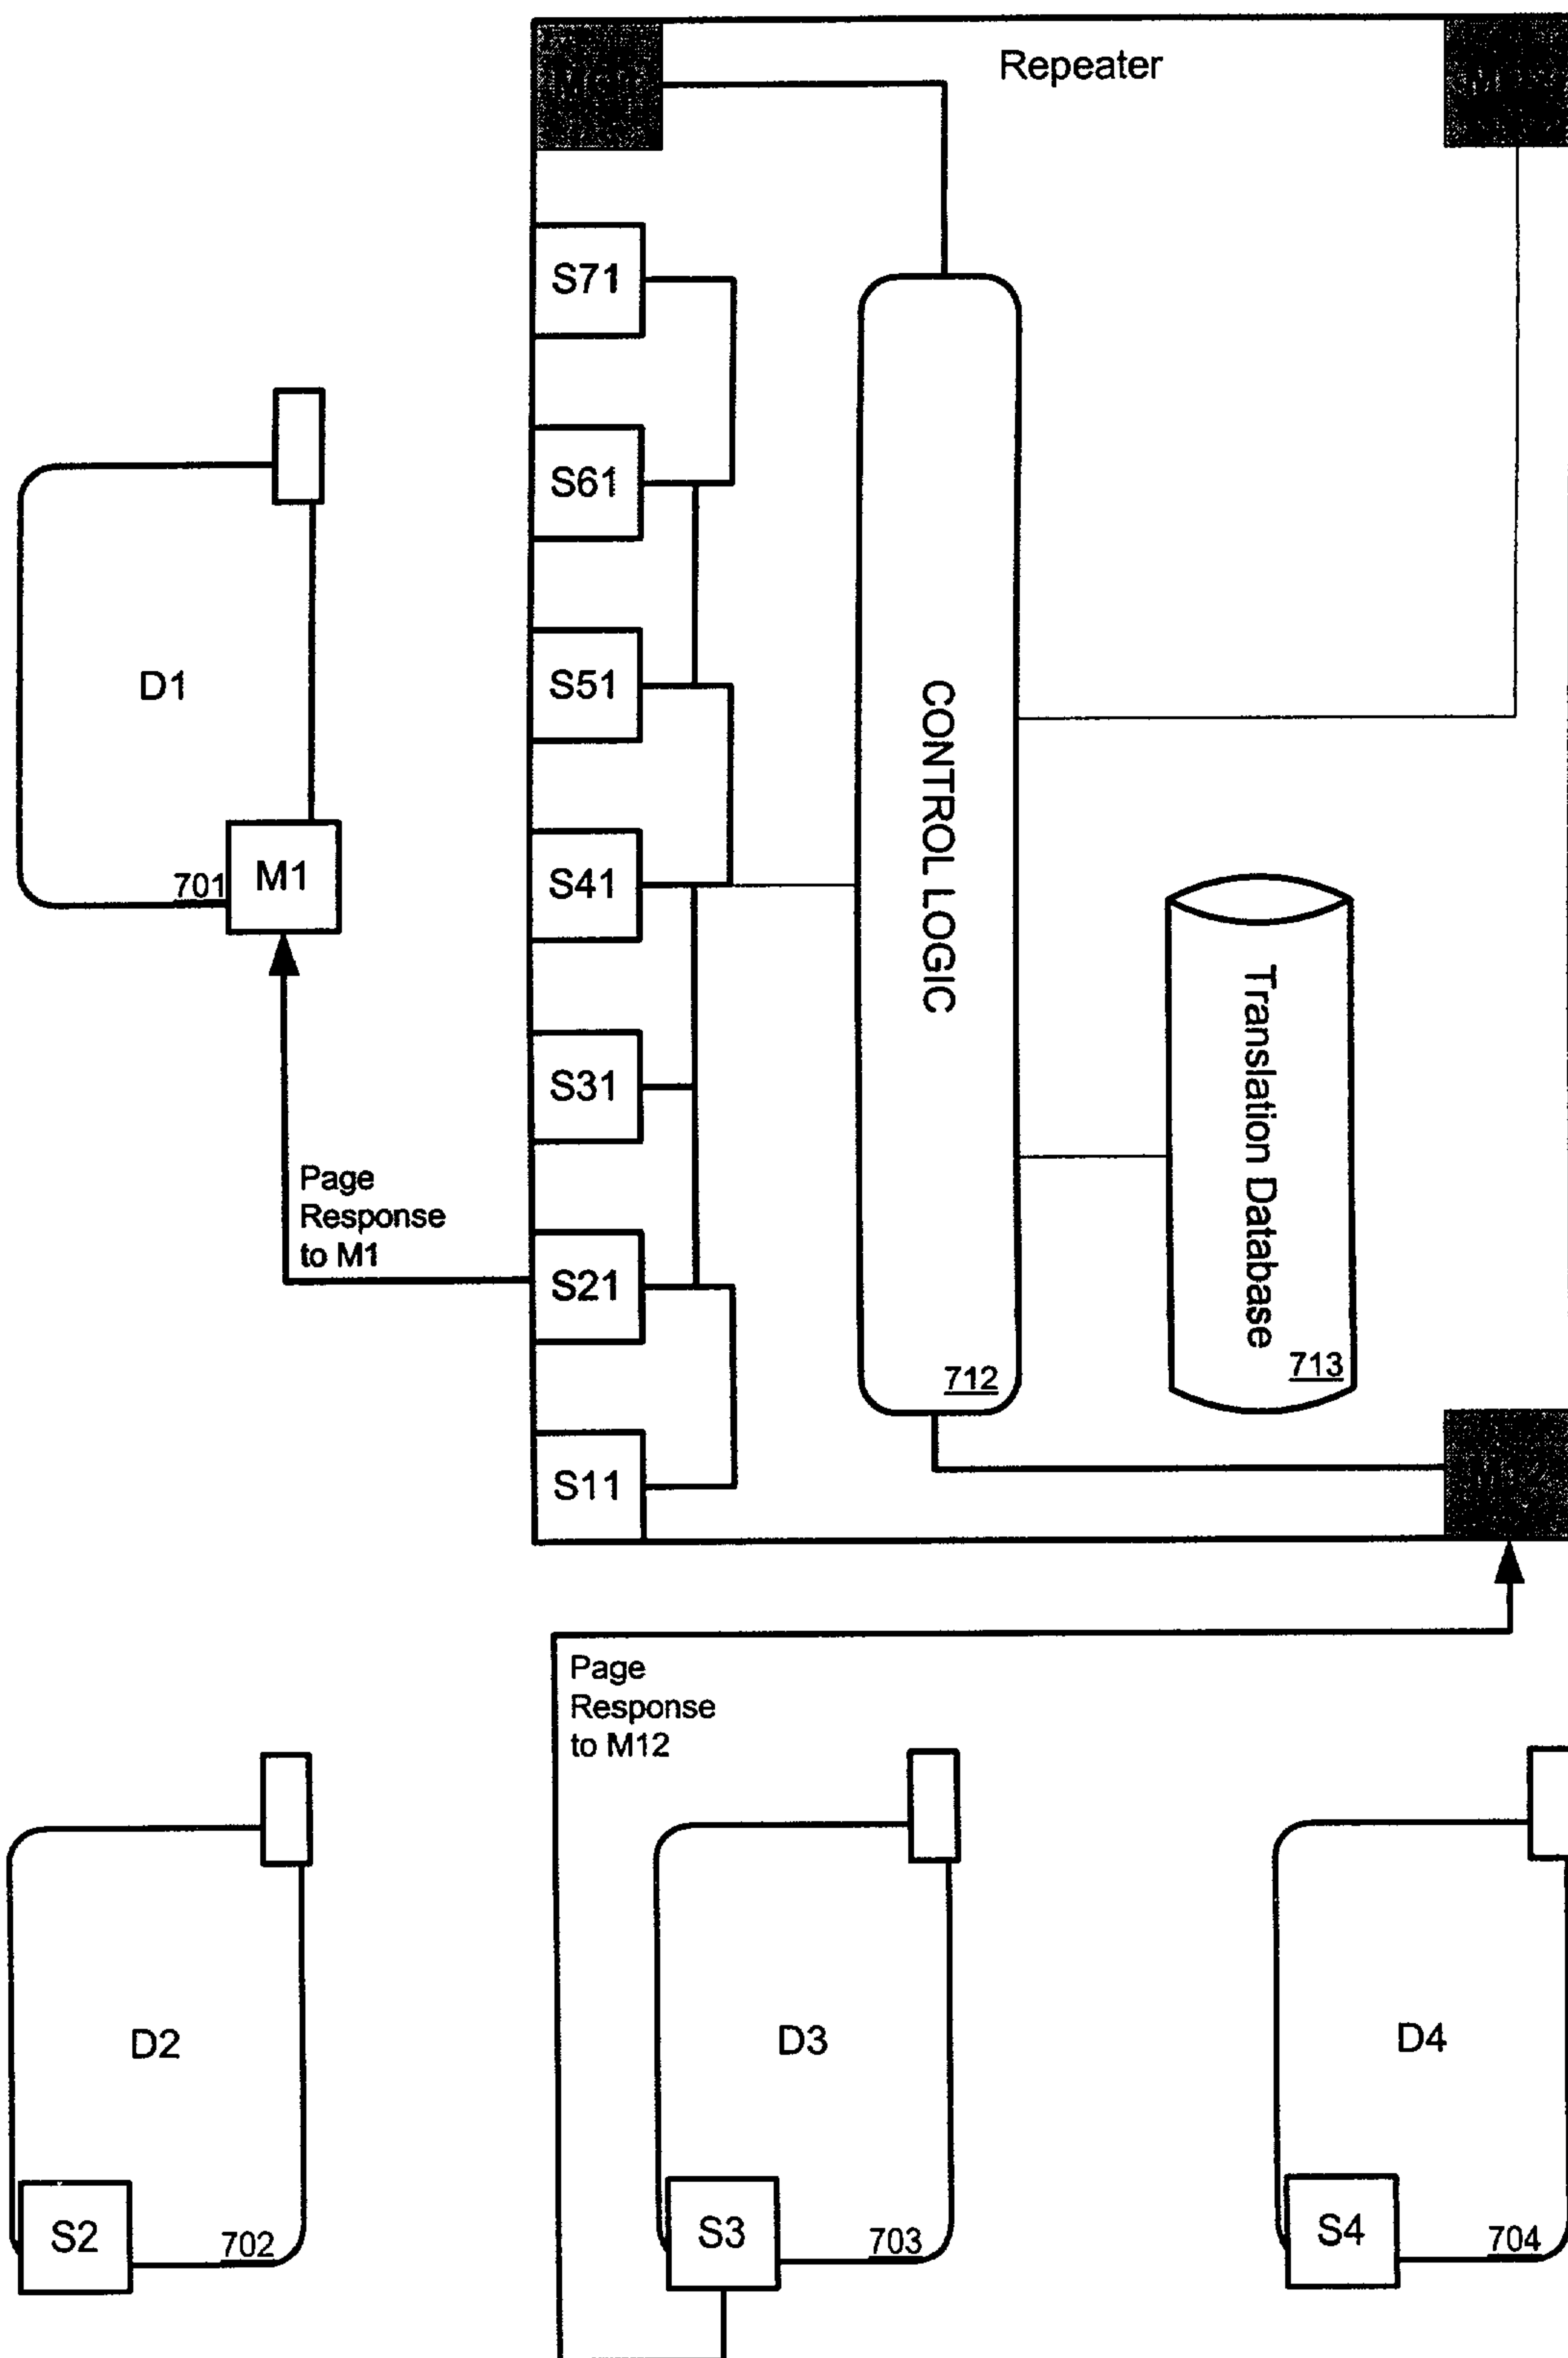 Repeater
S71
S61
S51
S41
S31
S21
S11
CONTROL LOGIC
712
Translation Database
713
D1
701
M1
Page
Response
to M1
Page
Response
to M12
D2
S2
702
D3
S3
703
D4
S4
704